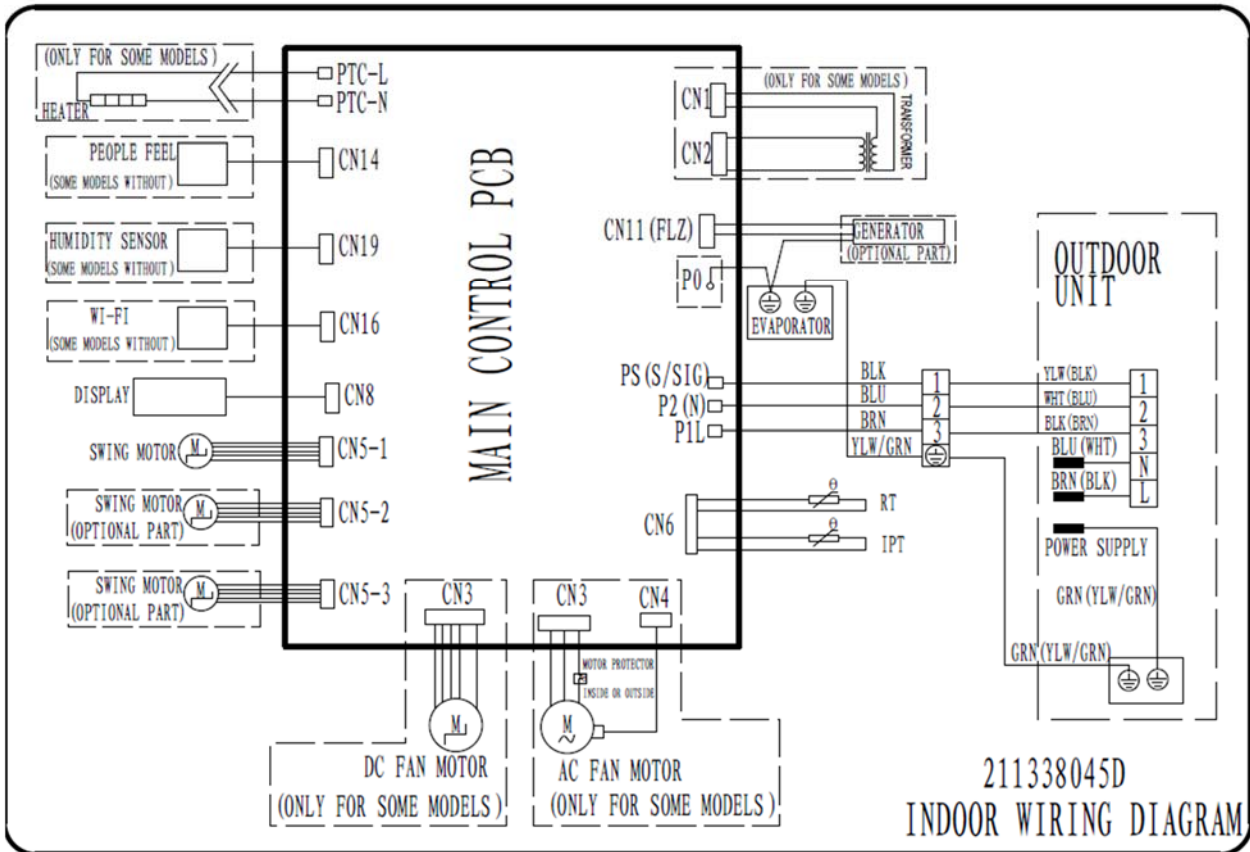 (ONLY FOR SOME MODELS)
HEATER
PTC-L
PTC-N
PEOPLE FEEL
(SOME MODELS WITHOUT)
CN14
HUMIDITY SENSOR
(SOME MODELS WITHOUT)
CN19
WI-FI
(SOME MODELS WITHOUT)
CN16
DISPLAY
CN8
SWING MOTOR
M
CN5-1
SWING MOTOR
(OPTIONAL PART)
M
CN5-2
SWING MOTOR
(OPTIONAL PART)
M
CN5-3
MAIN CONTROL PCB
(ONLY FOR SOME MODELS)
CN1
CN2
TRANSFORMER
CN11(FLZ)
GENERATOR
(OPTIONAL PART)
P0
EVAPORATOR
PS(S/SIG)
P2(N)
P1L
BLK
BLU
BRN
YLW/GRN
1
2
3
CN6
θ
RT
θ
IPT
OUTDOOR
UNIT
YLW(BLK)
WHT(BLU)
BLK(BRN)
BLU(WHT)
BRN(BLK)
1
2
3
N
L
POWER SUPPLY
GRN(YLW/GRN)
GRN(YLW/GRN)
CN3
M
DC FAN MOTOR
(ONLY FOR SOME MODELS)
CN3
CN4
MOTOR PROTECTOR
INSIDE OR OUTSIDE
M
~
AC FAN MOTOR
(ONLY FOR SOME MODELS)
211338045D
INDOOR WIRING DIAGRAM